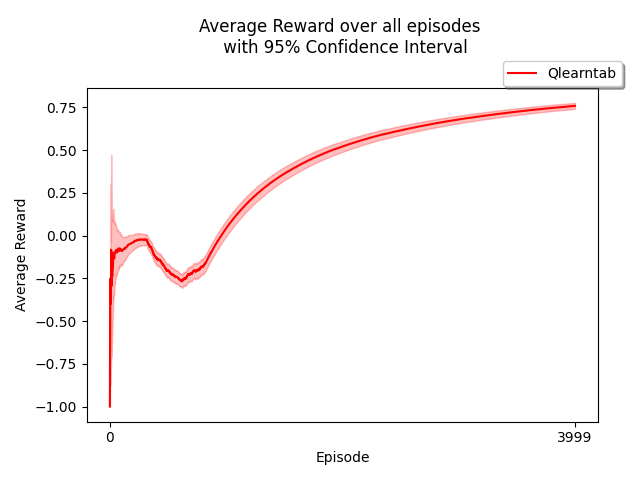 Average Reward over all episodes
with 95% Confidence Interval
Qlearntab
0.75
0.50
0.25
0.00
−0.25
−0.50
−0.75
−1.00
Average Reward
0
3999
Episode